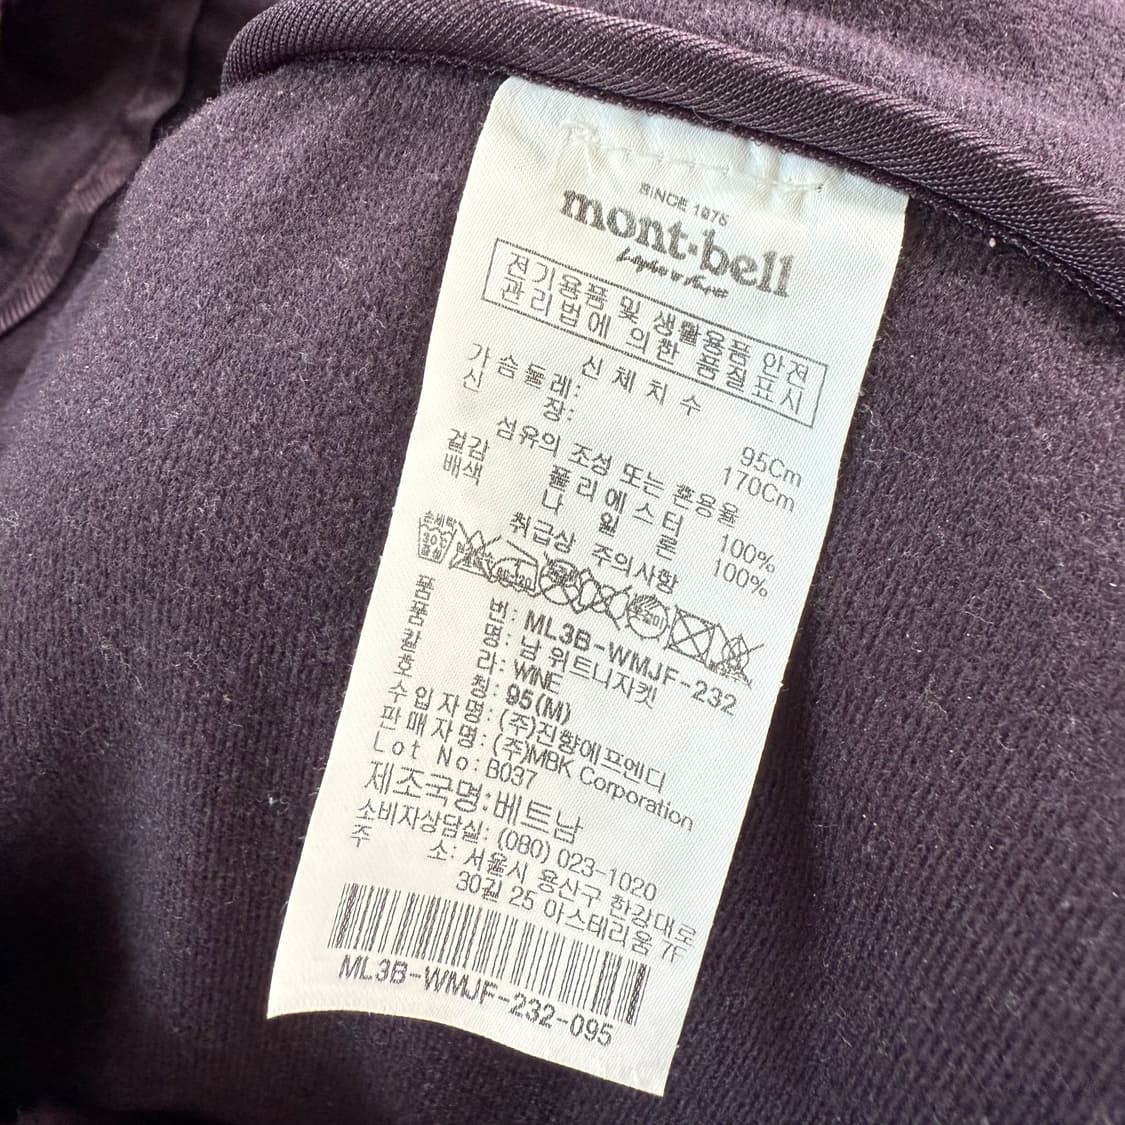 SINCE 1975
mont-bell
전기용품 및 생활용품 안전
관리법에 의한 품질표시
신체치수
가슴둘레: 95Cm
신 장: 170Cm
섬유의 조성 또는 혼용율
겉감 폴리에스터 100%
배색 나 일 론 100%
취급상 주의사항
손세탁
30℃
중성
품 번: ML3B-WMJF-232
품 명: 남 위트니자켓
칼 라: WINE
호 칭: 95(M)
수입자명: (주)진향에프엔디
판매자명: (주)MBK Corporation
Lot No: B037
제조국명:베트남
소비자상담실: (080) 023-1020
주 소: 서울시 용산구 한강대로
30길 25 아스테리움 7F
ML3B-WMJF-232-095